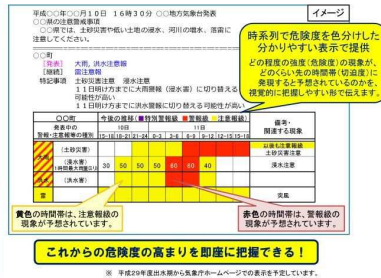 平成○○年○○月１０日１６時３０分 ○○地方気象台発表
○○県の注意警戒事項
○○県では、土砂災害や低い土地の浸水、河川の増水、落雷に
注意してください。
イメージ
時系列で危険度を色分けした
分かりやすい表示で提供
どの程度の強度(危険度)の現象が、
どのくらい先の時間帯(切迫度)に
発現すると予想されているのかを、
視覚的に把握しやすい形で伝えます。
○○町
［発表］ 大雨，洪水注意報
［継続］ 雷注意報
特記事項 土砂災害注意 浸水注意
１１日明け方までに大雨警報（浸水害）に切り替える
可能性が高い
１１日明け方までに洪水警報に切り替える可能性が高い
○○町 今後の推移(■特別警報級 ■警報級 ■注意報級) 備考・
関連する現象
発表中の
警報・注意報等の種別 10日 11日
15-18 18-21 21-24 0-3 3-6 6-9 9-12 12-15 15-18
(土砂災害) 以後も注意報級
土砂災害注意
(浸水害) 30 50 50 50 60 60 40 浸水注意
(洪水害)
雷 突風
黄色の時間帯は、注意報級の
現象が予想されています。
赤色の時間帯は、警報級の
現象が予想されています。
これからの危険度の高まりを即座に把握できる！
※ 平成29年度出水期から気象庁ホームページでの表示を予定しています。